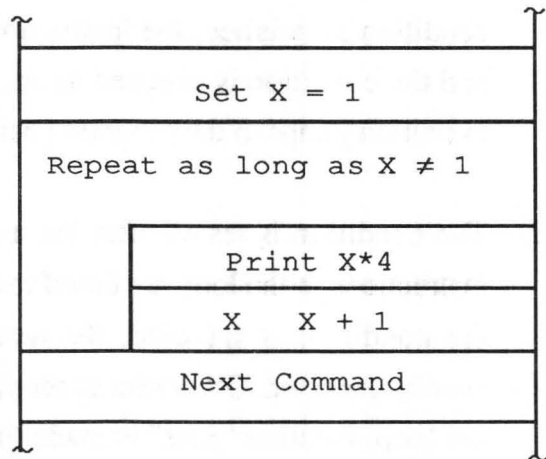 Set X = 1
Repeat as long as X ≠ 1
Print X*4
X X + 1
Next Command